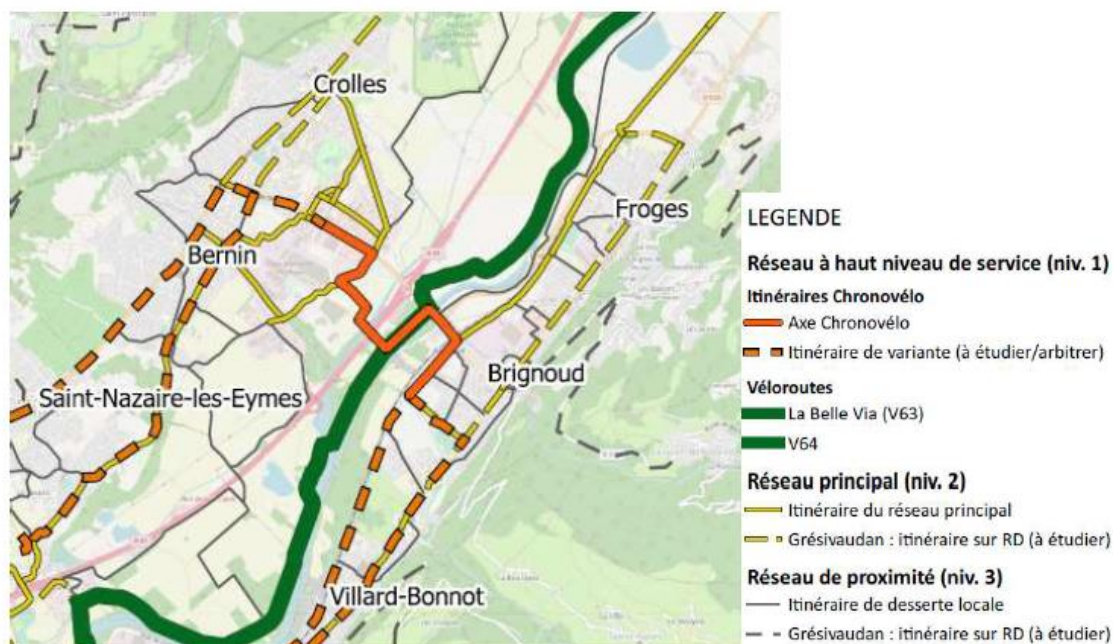 Crolles
Froges
Bernin
Brignoud
Saint-Nazaire-les-Eymes
Villard-Bonnot
LEGENDE
Réseau à haut niveau de service (niv. 1)
Itinéraires Chronovélo
Axe Chronovélo
Itinéraire de variante (à étudier/arbitrer)
Véloroutes
La Belle Via (V63)
V64
Réseau principal (niv. 2)
Itinéraire du réseau principal
Grésivaudan : itinéraire sur RD (à étudier)
Réseau de proximité (niv. 3)
Itinéraire de desserte locale
Grésivaudan : itinéraire sur RD (à étudier)